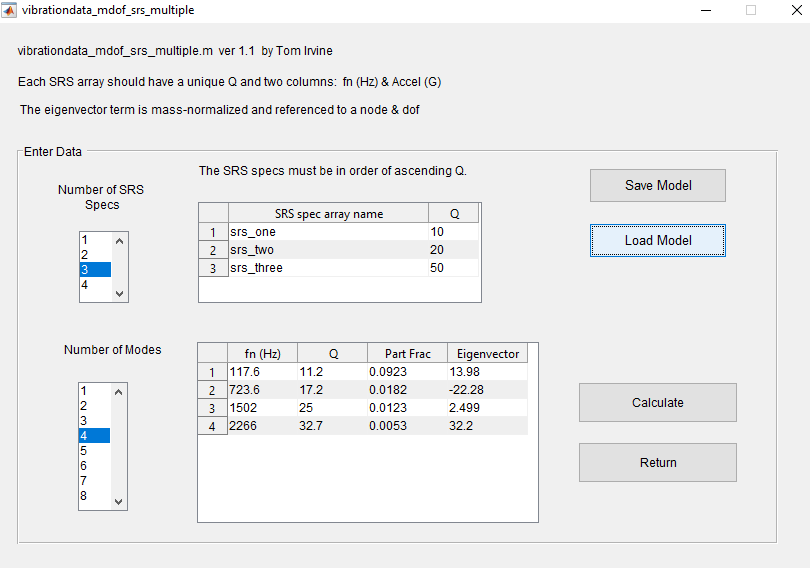 vibrationdata_mdof_srs_multiple
vibrationdata_mdof_srs_multiple.m ver 1.1 by Tom Irvine
Each SRS array should have a unique Q and two columns: fn (Hz) & Accel (G)
The eigenvector term is mass-normalized and referenced to a node & dof
Enter Data
Number of SRS
Specs
1
2
3
4
The SRS specs must be in order of ascending Q.
SRS spec array name Q
1 srs_one 10
2 srs_two 20
3 srs_three 50
Save Model
Load Model
Number of Modes
1
2
3
4
5
6
7
8
fn (Hz) Q Part Frac Eigenvector
1 117.6 11.2 0.0923 13.98
2 723.6 17.2 0.0182 -22.28
3 1502 25 0.0123 2.499
4 2266 32.7 0.0053 32.2
Calculate
Return